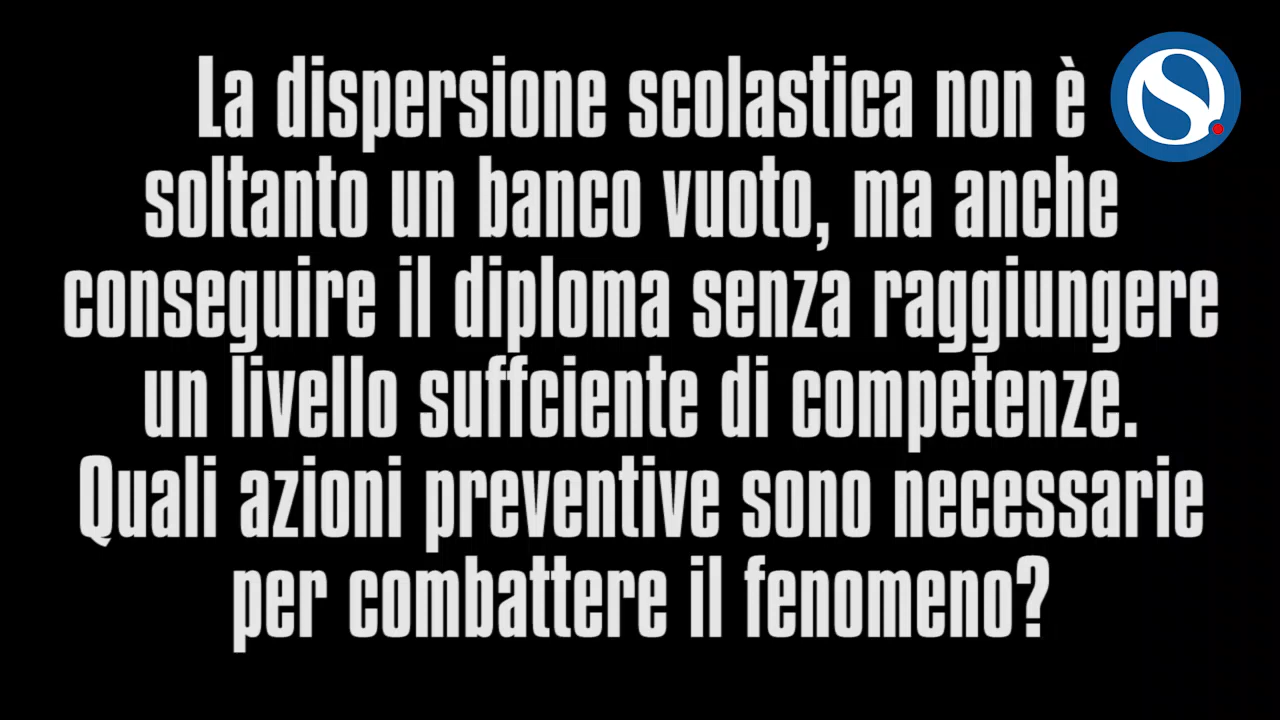 La dispersione scolastica non è
soltanto un banco vuoto, ma anche
conseguire il diploma senza raggiungere
un livello suffciente di competenze.
Quali azioni preventive sono necessarie
per combattere il fenomeno?